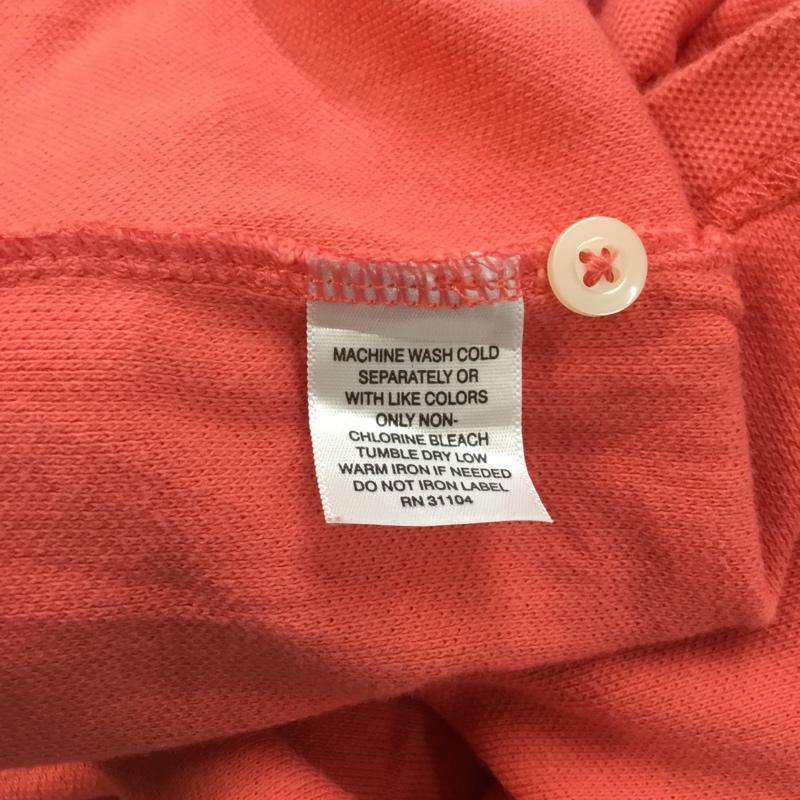 MACHINE WASH COLD
SEPARATELY OR
WITH LIKE COLORS
ONLY NON-
CHLORINE BLEACH
TUMBLE DRY LOW
WARM IRON IF NEEDED
DO NOT IRON LABEL
RN 31104